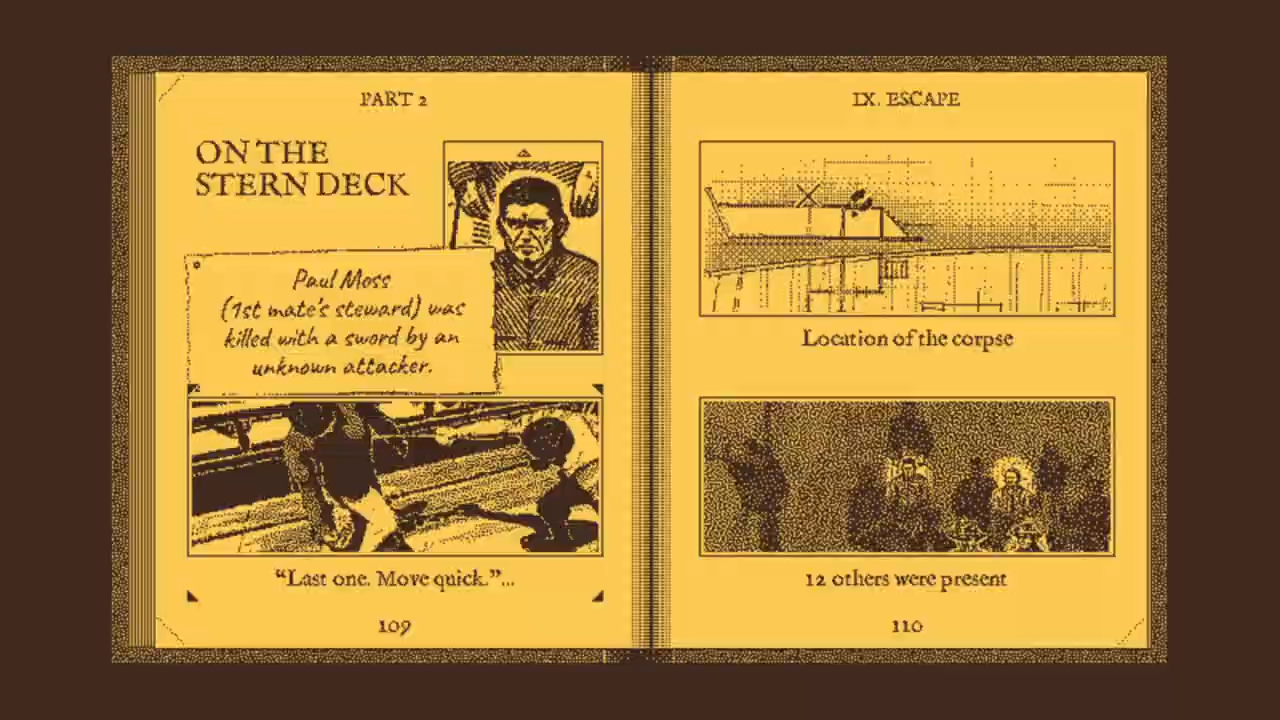 PART 2
ON THE
STERN DECK
Paul Moss
(1st mate's steward) was
killed with a sword by an
unknown attacker.
“Last one. Move quick.”...
109
IX. ESCAPE
Location of the corpse
12 others were present
110